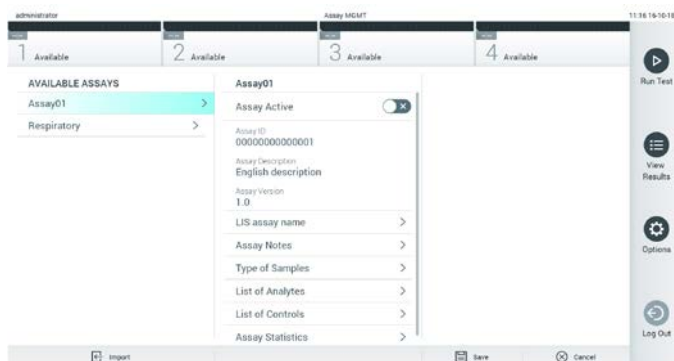 administrator Assay MGMT 11:16 16-10-18
1 Available 2 Available 3 Available 4 Available
AVAILABLE ASSAYS
Assay01
Respiratory
Assay01
Assay Active
Assay ID
00000000000001
Assay Description
English description
Assay Version
1.0
LIS assay name
Assay Notes
Type of Samples
List of Analytes
List of Controls
Assay Statistics
Run Test
View
Results
Options
Log Out
Import Save Cancel